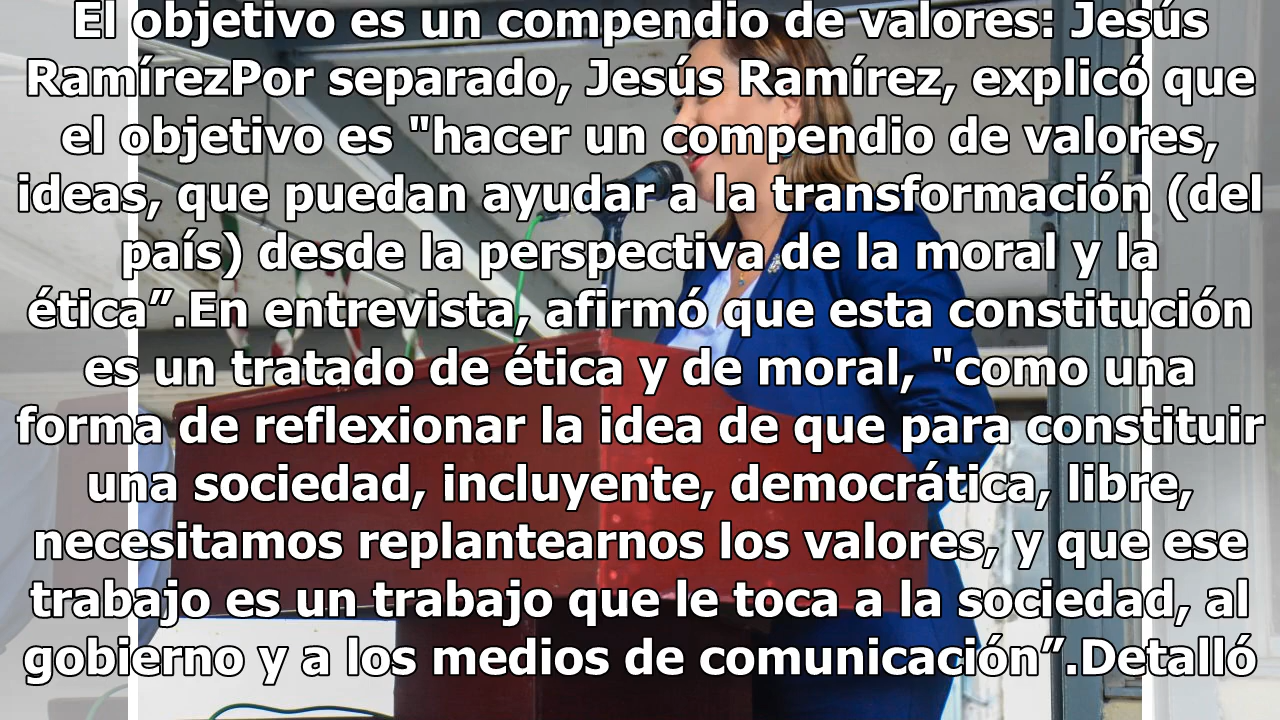 El objetivo es un compendio de valores: Jesús
RamírezPor separado, Jesús Ramírez, explicó que
el objetivo es "hacer un compendio de valores,
ideas, que puedan ayudar a la transformación (del
país) desde la perspectiva de la moral y la
ética”.En entrevista, afirmó que esta constitución
es un tratado de ética y de moral, "como una
forma de reflexionar la idea de que para constituir
una sociedad, incluyente, democrática, libre,
necesitamos replantearnos los valores, y que ese
trabajo es un trabajo que le toca a la sociedad, al
gobierno y a los medios de comunicación”.Detalló